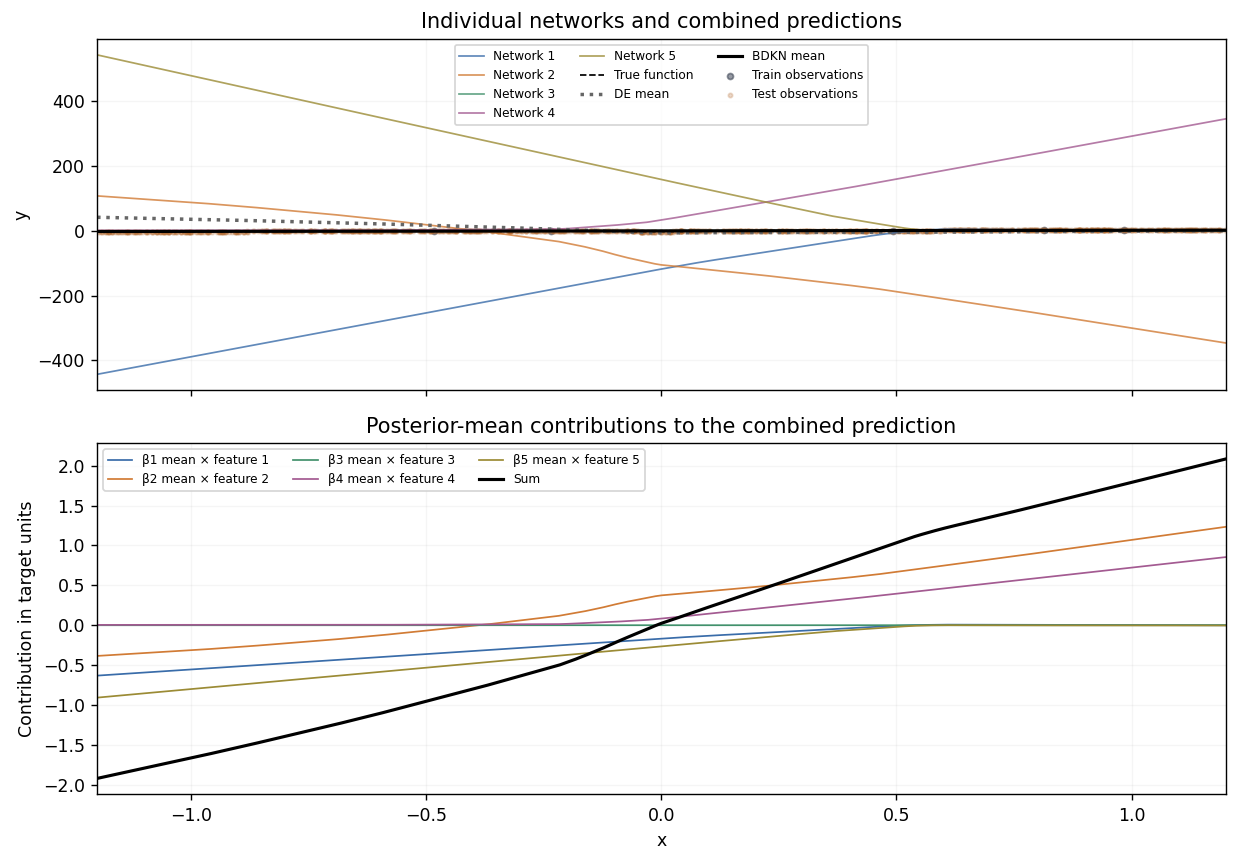 Individual networks and combined predictions
Network 1
Network 2
Network 3
Network 4
Network 5
True function
DE mean
BDKN mean
Train observations
Test observations
400
200
0
−200
−400
y
Posterior-mean contributions to the combined prediction
β1 mean × feature 1
β2 mean × feature 2
β3 mean × feature 3
β4 mean × feature 4
β5 mean × feature 5
Sum
2.0
1.5
1.0
0.5
0.0
−0.5
−1.0
−1.5
−2.0
Contribution in target units
−1.0
−0.5
0.0
0.5
1.0
x